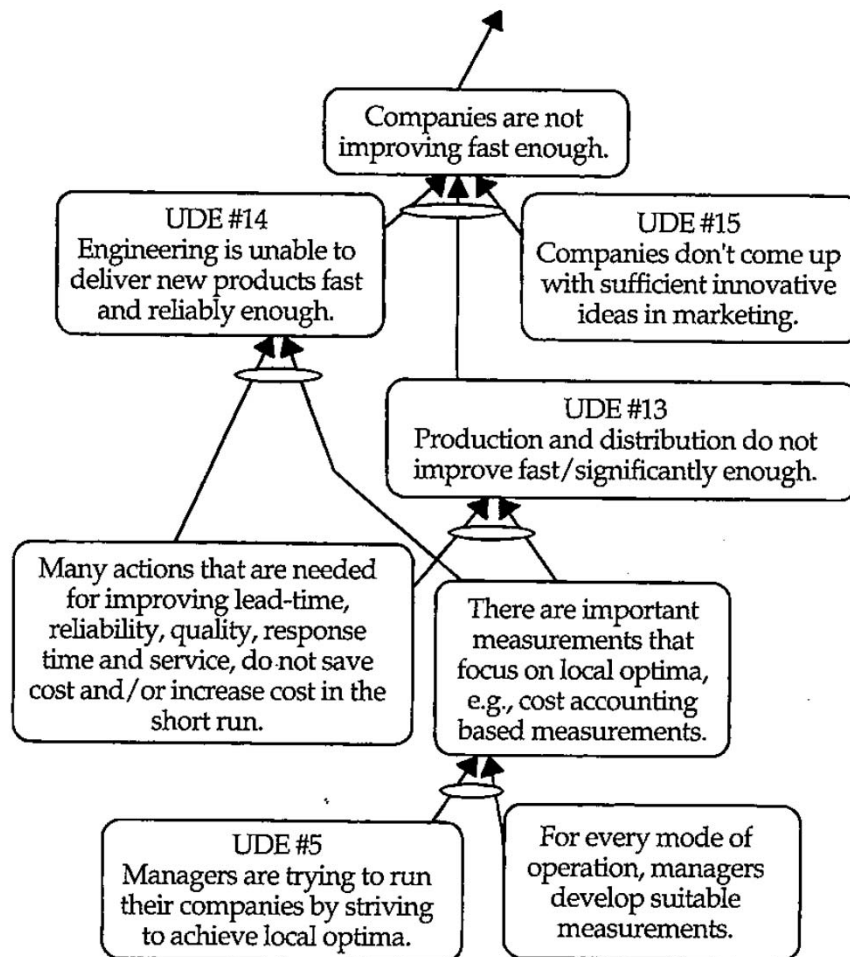 Companies are not
improving fast enough.
UDE #14
Engineering is unable to
deliver new products fast
and reliably enough.
UDE #15
Companies don't come up
with sufficient innovative
ideas in marketing.
UDE #13
Production and distribution do not
improve fast/significantly enough.
Many actions that are needed
for improving lead-time,
reliability, quality, response
time and service, do not save
cost and/or increase cost in the
short run.
There are important
measurements that
focus on local optima,
e.g., cost accounting
based measurements.
UDE #5
Managers are trying to run
their companies by striving
to achieve local optima.
For every mode of
operation, managers
develop suitable
measurements.